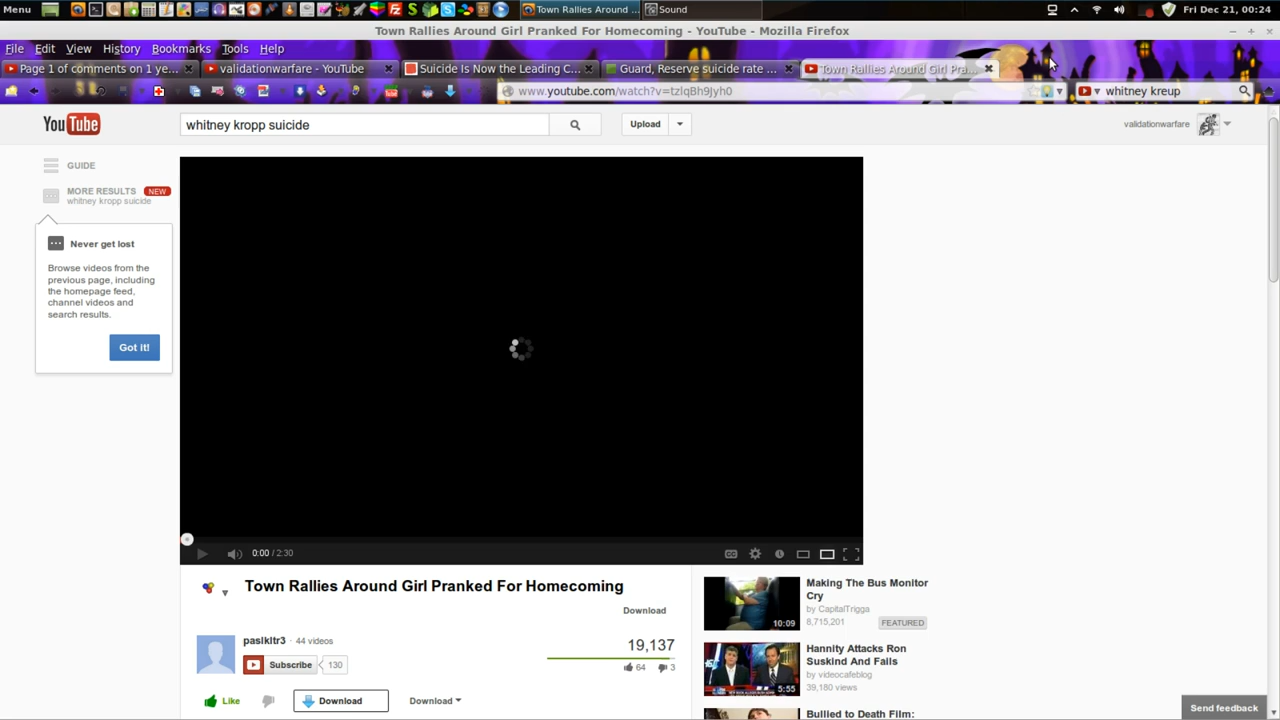 Menu
Town Rallies Around ...
Sound
Fri Dec 21, 00:24
Town Rallies Around Girl Pranked For Homecoming - YouTube - Mozilla Firefox
File Edit View History Bookmarks Tools Help
Page 1 of comments on 1 ye...
validationwarfare - YouTube
Suicide Is Now the Leading C...
Guard, Reserve suicide rate ...
Town Rallies Around Girl Pra...
www.youtube.com/watch?v=tzlqBh9Jyh0
whitney kreup
YouTube
whitney kropp suicide
Upload
validationwarfare
GUIDE
MORE RESULTS NEW
whitney kropp suicide
Never get lost
Browse videos from the
previous page, including
the homepage feed,
channel videos and
search results.
Got it!
0:00 / 2:30
Town Rallies Around Girl Pranked For Homecoming
Download
pasikltr3 · 44 videos
19,137
Subscribe 130
64 3
Like
Download
Download
Making The Bus Monitor
Cry
by CapitalTrigga
8,715,201
FEATURED
10:09
Hannity Attacks Ron
Suskind And Fails
by videocafeblog
39,180 views
5:55
Bullied to Death Film:
Send feedback